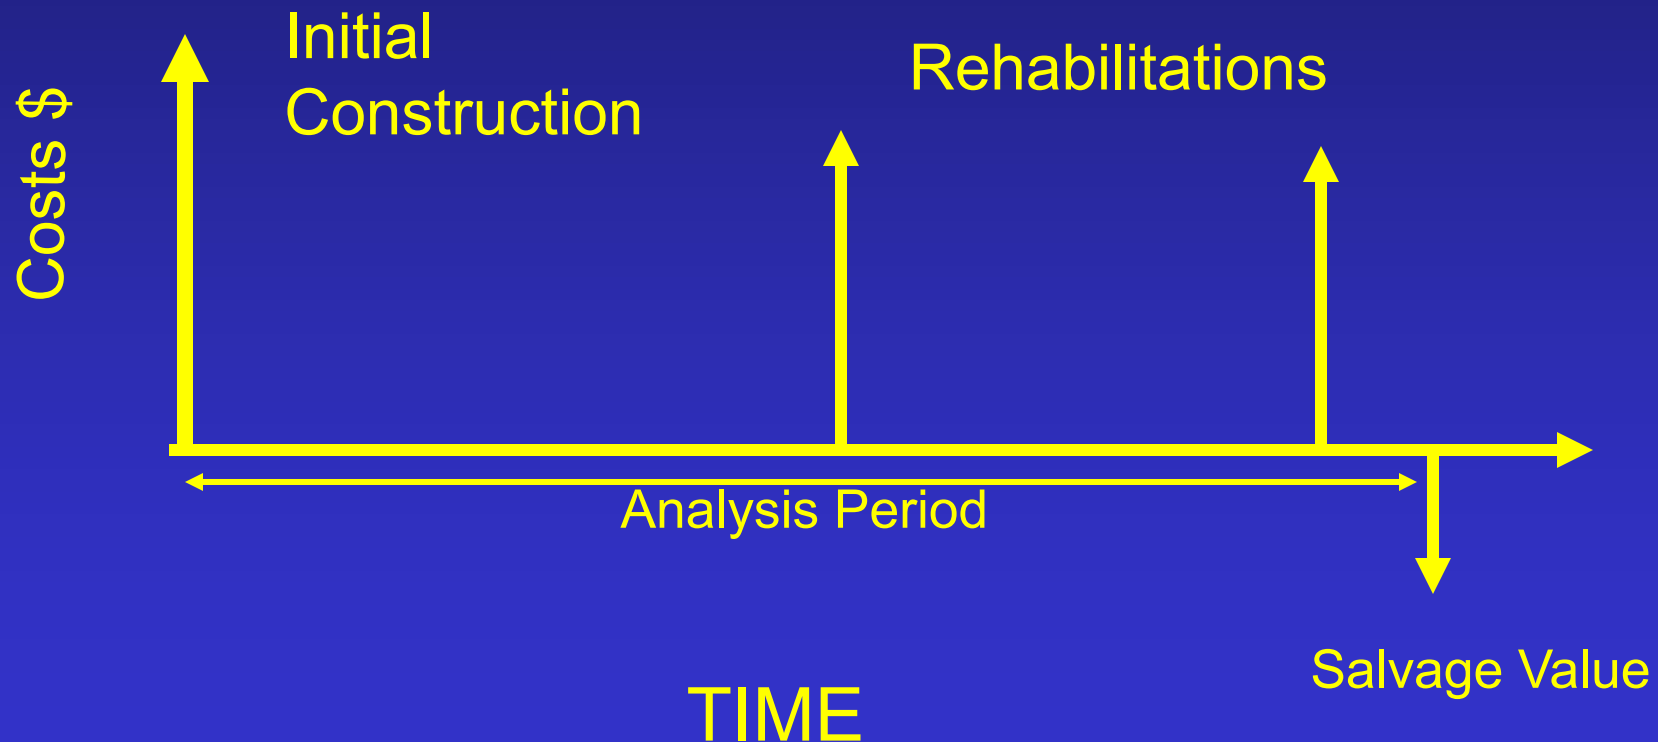 Initial
Construction
Rehabilitations
Costs $
Analysis Period
Salvage Value
TIME